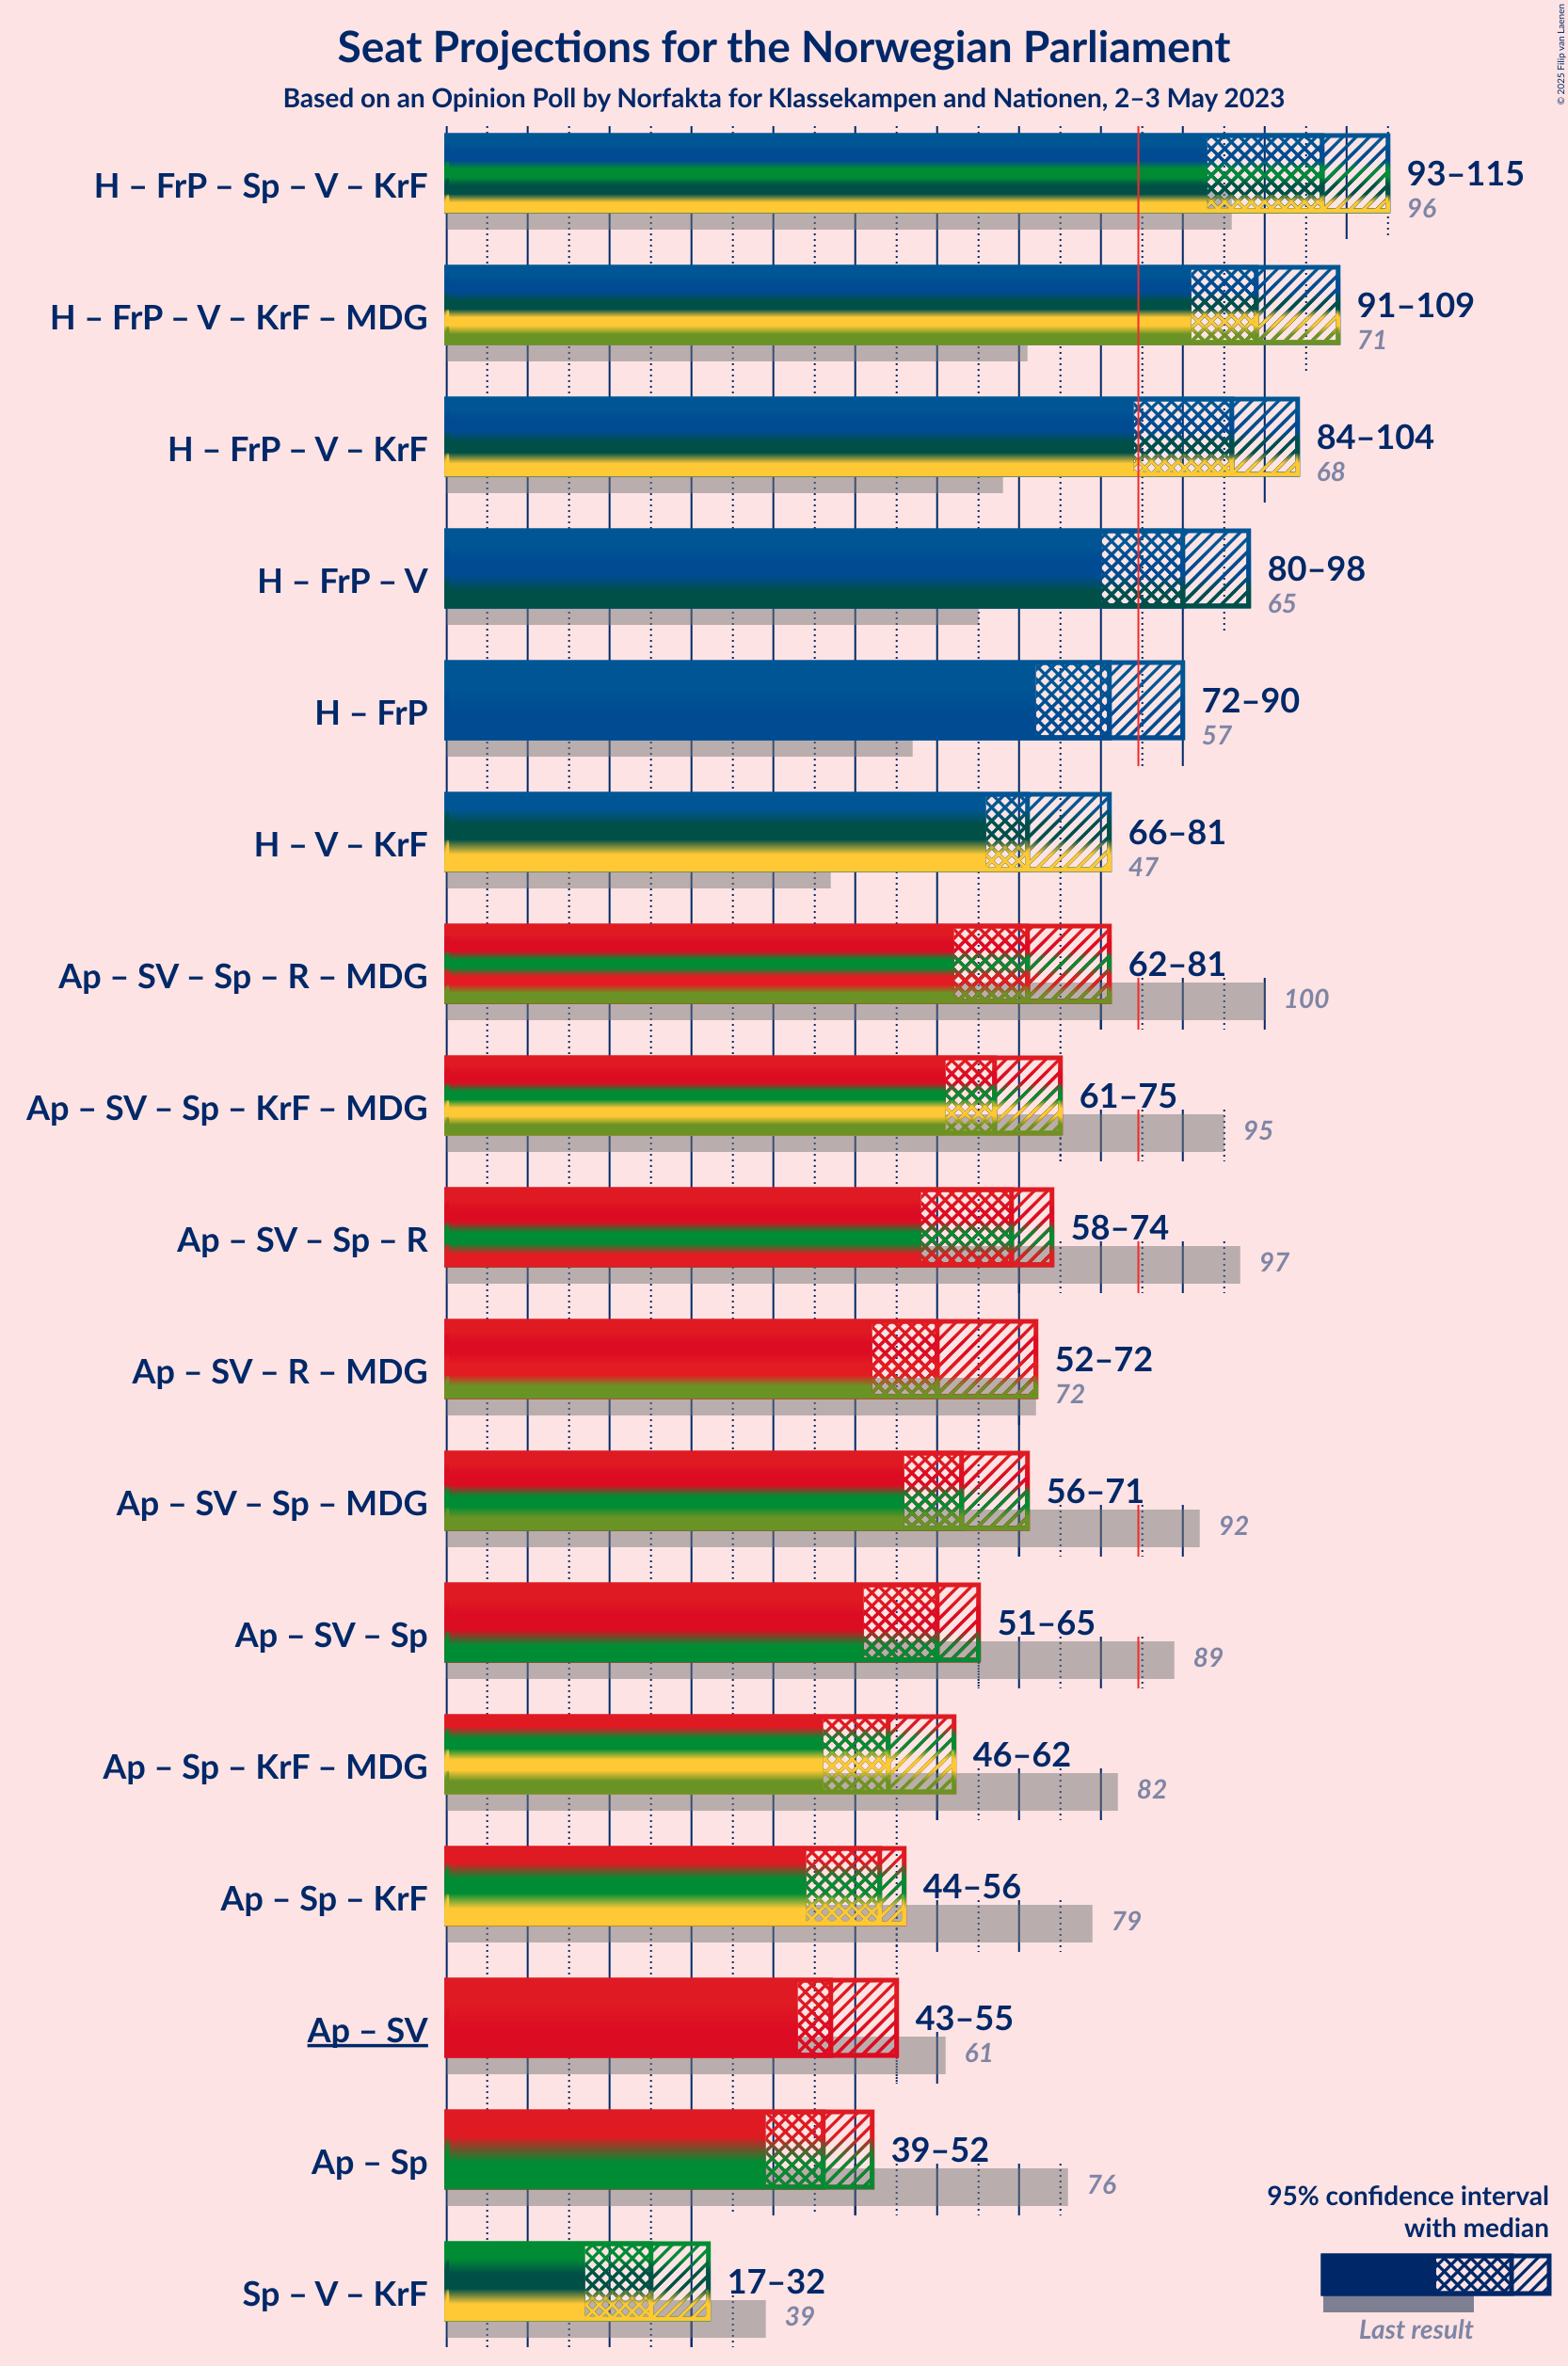 Seat Projections for the Norwegian Parliament
Based on an Opinion Poll by Norfakta for Klassekampen and Nationen, 2–3 May 2023
© 2025 Filip van Laenen
H – FrP – Sp – V – KrF
93–115
96
H – FrP – V – KrF – MDG
91–109
71
H – FrP – V – KrF
84–104
68
H – FrP – V
80–98
65
H – FrP
72–90
57
H – V – KrF
66–81
47
Ap – SV – Sp – R – MDG
62–81
100
Ap – SV – Sp – KrF – MDG
61–75
95
Ap – SV – Sp – R
58–74
97
Ap – SV – R – MDG
52–72
72
Ap – SV – Sp – MDG
56–71
92
Ap – SV – Sp
51–65
89
Ap – Sp – KrF – MDG
46–62
82
Ap – Sp – KrF
44–56
79
Ap – SV
43–55
61
Ap – Sp
39–52
76
Sp – V – KrF
17–32
39
95% confidence interval
with median
Last result